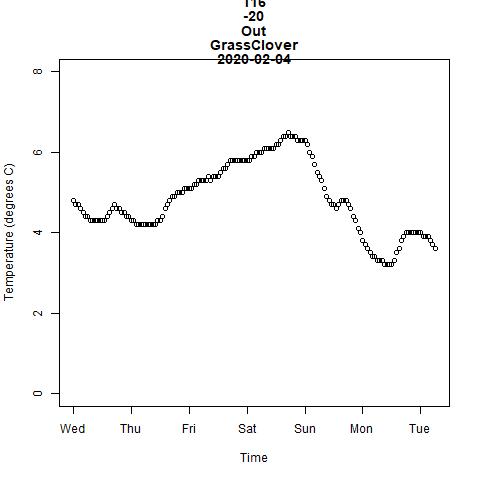 116
-20
Out
GrassClover
2020-02-04
Temperature (degrees C)
8
6
4
2
0
Wed Thu Fri Sat Sun Mon Tue
Time